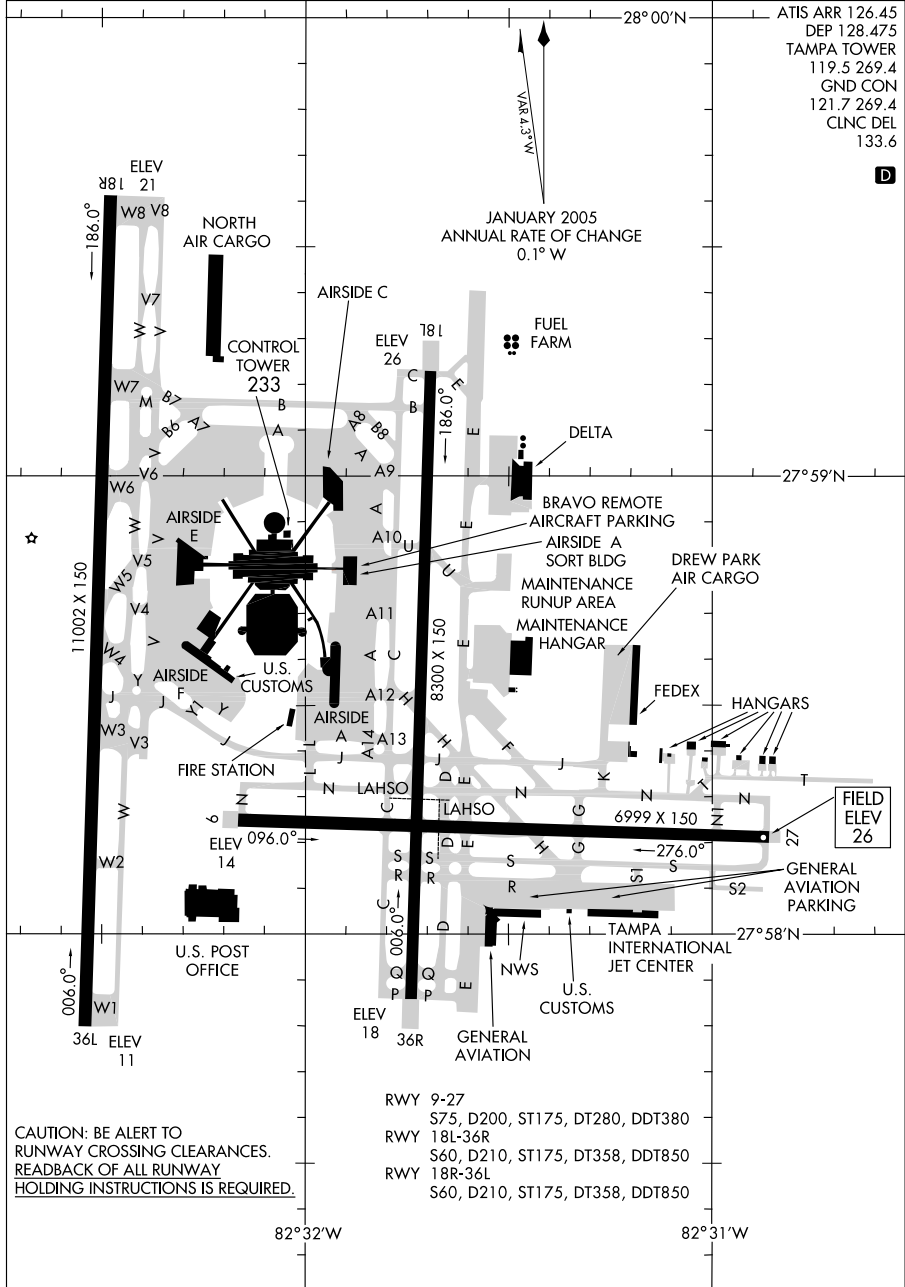 28°00'N
ATIS ARR 126.45
DEP 128.475
TAMPA TOWER
119.5 269.4
GND CON
121.7 269.4
CLNC DEL
133.6
D
VAR 4.3° W
JANUARY 2005
ANNUAL RATE OF CHANGE
0.1° W
18R
ELEV
21
186.0°
W8 V8
NORTH
AIR CARGO
AIRSIDE C
V7
W
V
CONTROL
TOWER
233
ELEV
26
18L
FUEL
FARM
W7
M
B7
B
C
B
E
B6
A7
A
A8
B8
186.0°
E
DELTA
V
V6
A
A9
27°59'N
W6
A
BRAVO REMOTE
AIRCRAFT PARKING
W
V
AIRSIDE
E
A10
U
E
AIRSIDE A
SORT BLDG
DREW PARK
AIR CARGO
11002 X 150
W5
V5
U
MAINTENANCE
RUNUP AREA
V4
A11
8300 X 150
E
MAINTENANCE
HANGAR
W4
V
A
C
Y
AIRSIDE
F
U.S.
CUSTOMS
J
J
Y1
Y
A12
H
FEDEX
HANGARS
W3
V3
J
AIRSIDE
FIRE STATION
L
A
J
A14
A13
J
H
F
J
L
N
D
E
K
T
T
W
N
LAHSO
C
LAHSO
N
G
N
N1
N
9
6999 X 150
FIELD
ELEV
26
ELEV
14
096.0°
D
E
H
G
276.0°
27
W2
S
S
R
R
S
R
S1
S
S2
GENERAL
AVIATION
PARKING
C
006.0°
D
U.S. POST
OFFICE
NWS
TAMPA
INTERNATIONAL
JET CENTER
27°58'N
006.0°
Q
Q
P
P
E
U.S.
CUSTOMS
W1
36L
ELEV
11
ELEV
18
36R
GENERAL
AVIATION
RWY 9-27
S75, D200, ST175, DT280, DDT380
RWY 18L-36R
S60, D210, ST175, DT358, DDT850
RWY 18R-36L
S60, D210, ST175, DT358, DDT850
CAUTION: BE ALERT TO
RUNWAY CROSSING CLEARANCES.
READBACK OF ALL RUNWAY
HOLDING INSTRUCTIONS IS REQUIRED.
82°32'W
82°31'W